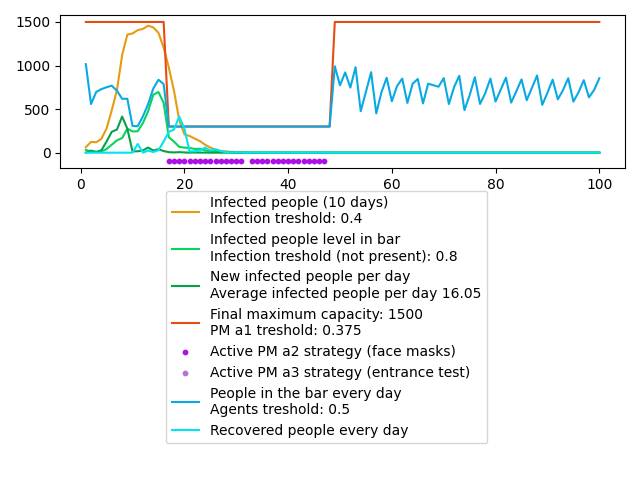 1500
1000
500
0
0 20 40 60 80 100
Infected people (10 days)
Infection treshold: 0.4
Infected people level in bar
Infection treshold (not present): 0.8
New infected people per day
Average infected people per day 16.05
Final maximum capacity: 1500
PM a1 treshold: 0.375
Active PM a2 strategy (face masks)
Active PM a3 strategy (entrance test)
People in the bar every day
Agents treshold: 0.5
Recovered people every day